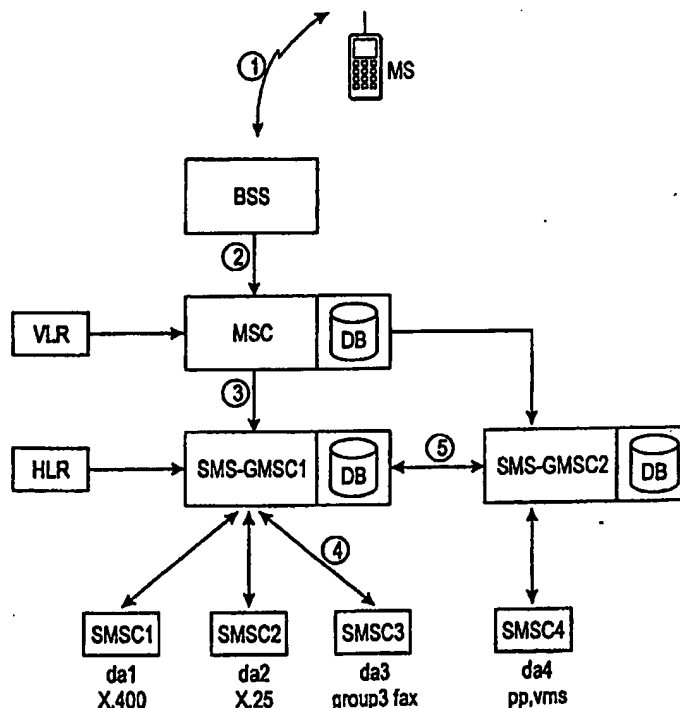 ① MS
BSS
②
VLR MSC DB
③
HLR SMS-GMSC1 DB ⑤ SMS-GMSC2 DB
④
SMSC1 SMSC2 SMSC3 SMSC4
da1 da2 da3 da4
X.400 X.25 group3 fax pp,vms